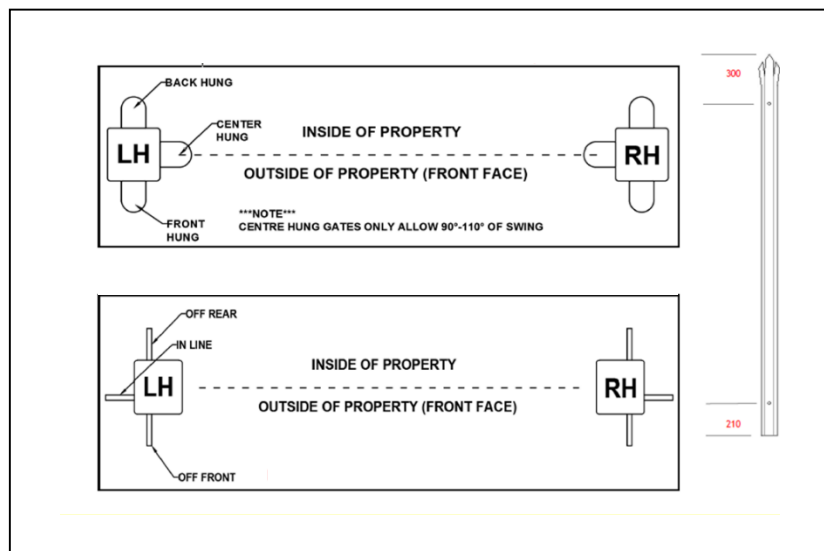 BACK HUNG
CENTER
HUNG
LH
INSIDE OF PROPERTY
OUTSIDE OF PROPERTY (FRONT FACE)
RH
FRONT
HUNG
***NOTE***
CENTRE HUNG GATES ONLY ALLOW 90°-110° OF SWING
300
OFF REAR
IN LINE
LH
INSIDE OF PROPERTY
OUTSIDE OF PROPERTY (FRONT FACE)
RH
OFF FRONT
210